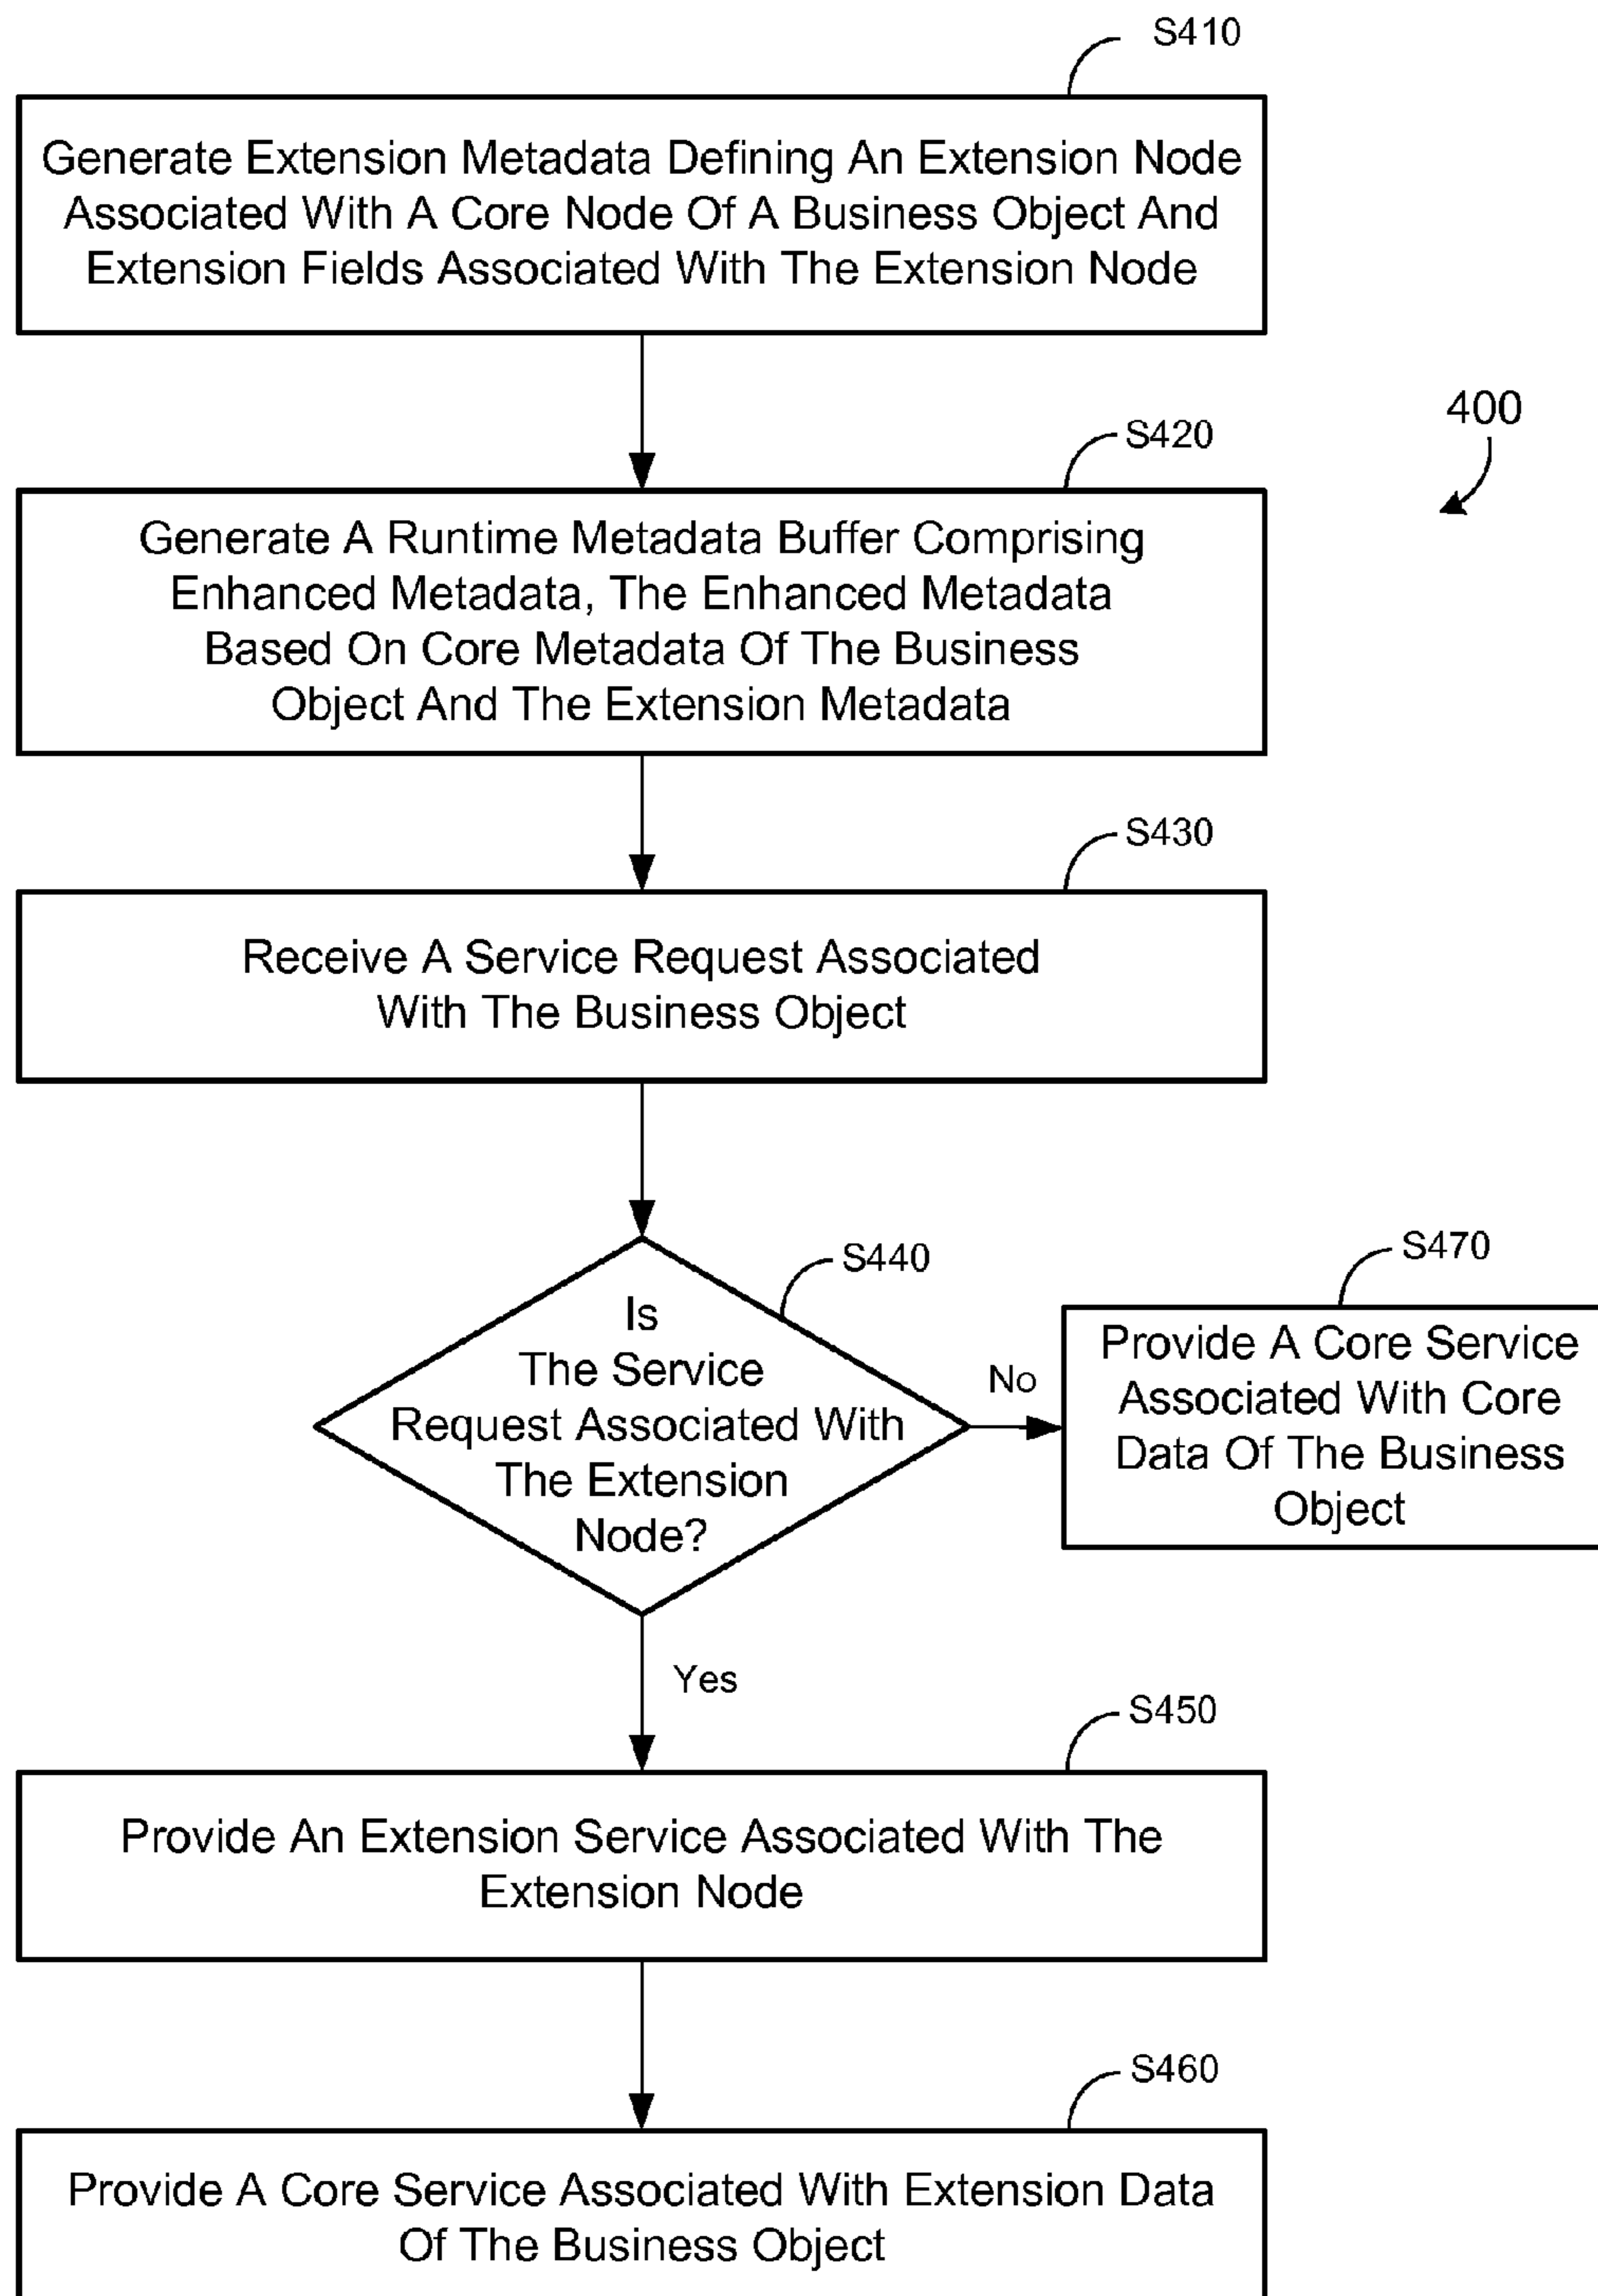 S410
Generate Extension Metadata Defining An Extension Node
Associated With A Core Node Of A Business Object And
Extension Fields Associated With The Extension Node
400
S420
Generate A Runtime Metadata Buffer Comprising
Enhanced Metadata, The Enhanced Metadata
Based On Core Metadata Of The Business
Object And The Extension Metadata
S430
Receive A Service Request Associated
With The Business Object
S440
Is
The Service
Request Associated With
The Extension
Node?
No
S470
Provide A Core Service
Associated With Core
Data Of The Business
Object
Yes
S450
Provide An Extension Service Associated With The
Extension Node
S460
Provide A Core Service Associated With Extension Data
Of The Business Object